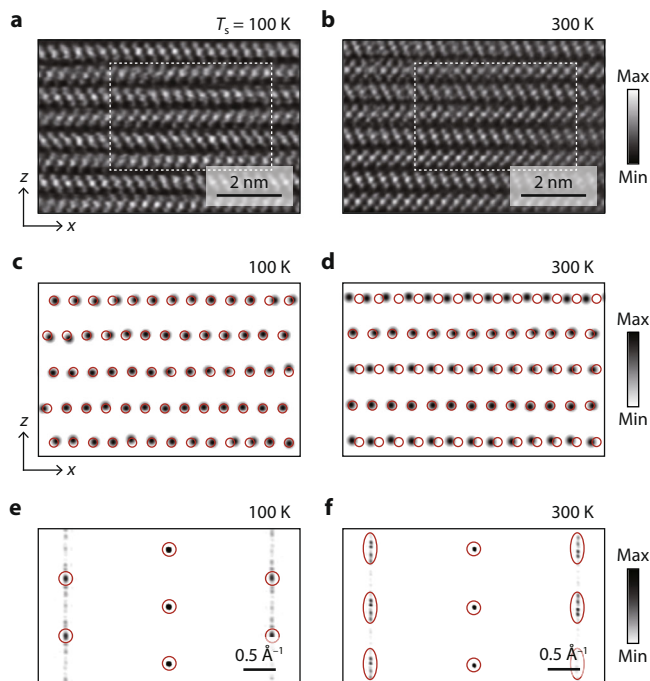 a
Tₛ = 100 K
b
300 K
z
x
2 nm
2 nm
Max
Min
c
100 K
d
300 K
z
x
Max
Min
e
100 K
f
300 K
0.5 Å⁻¹
0.5 Å⁻¹
Max
Min